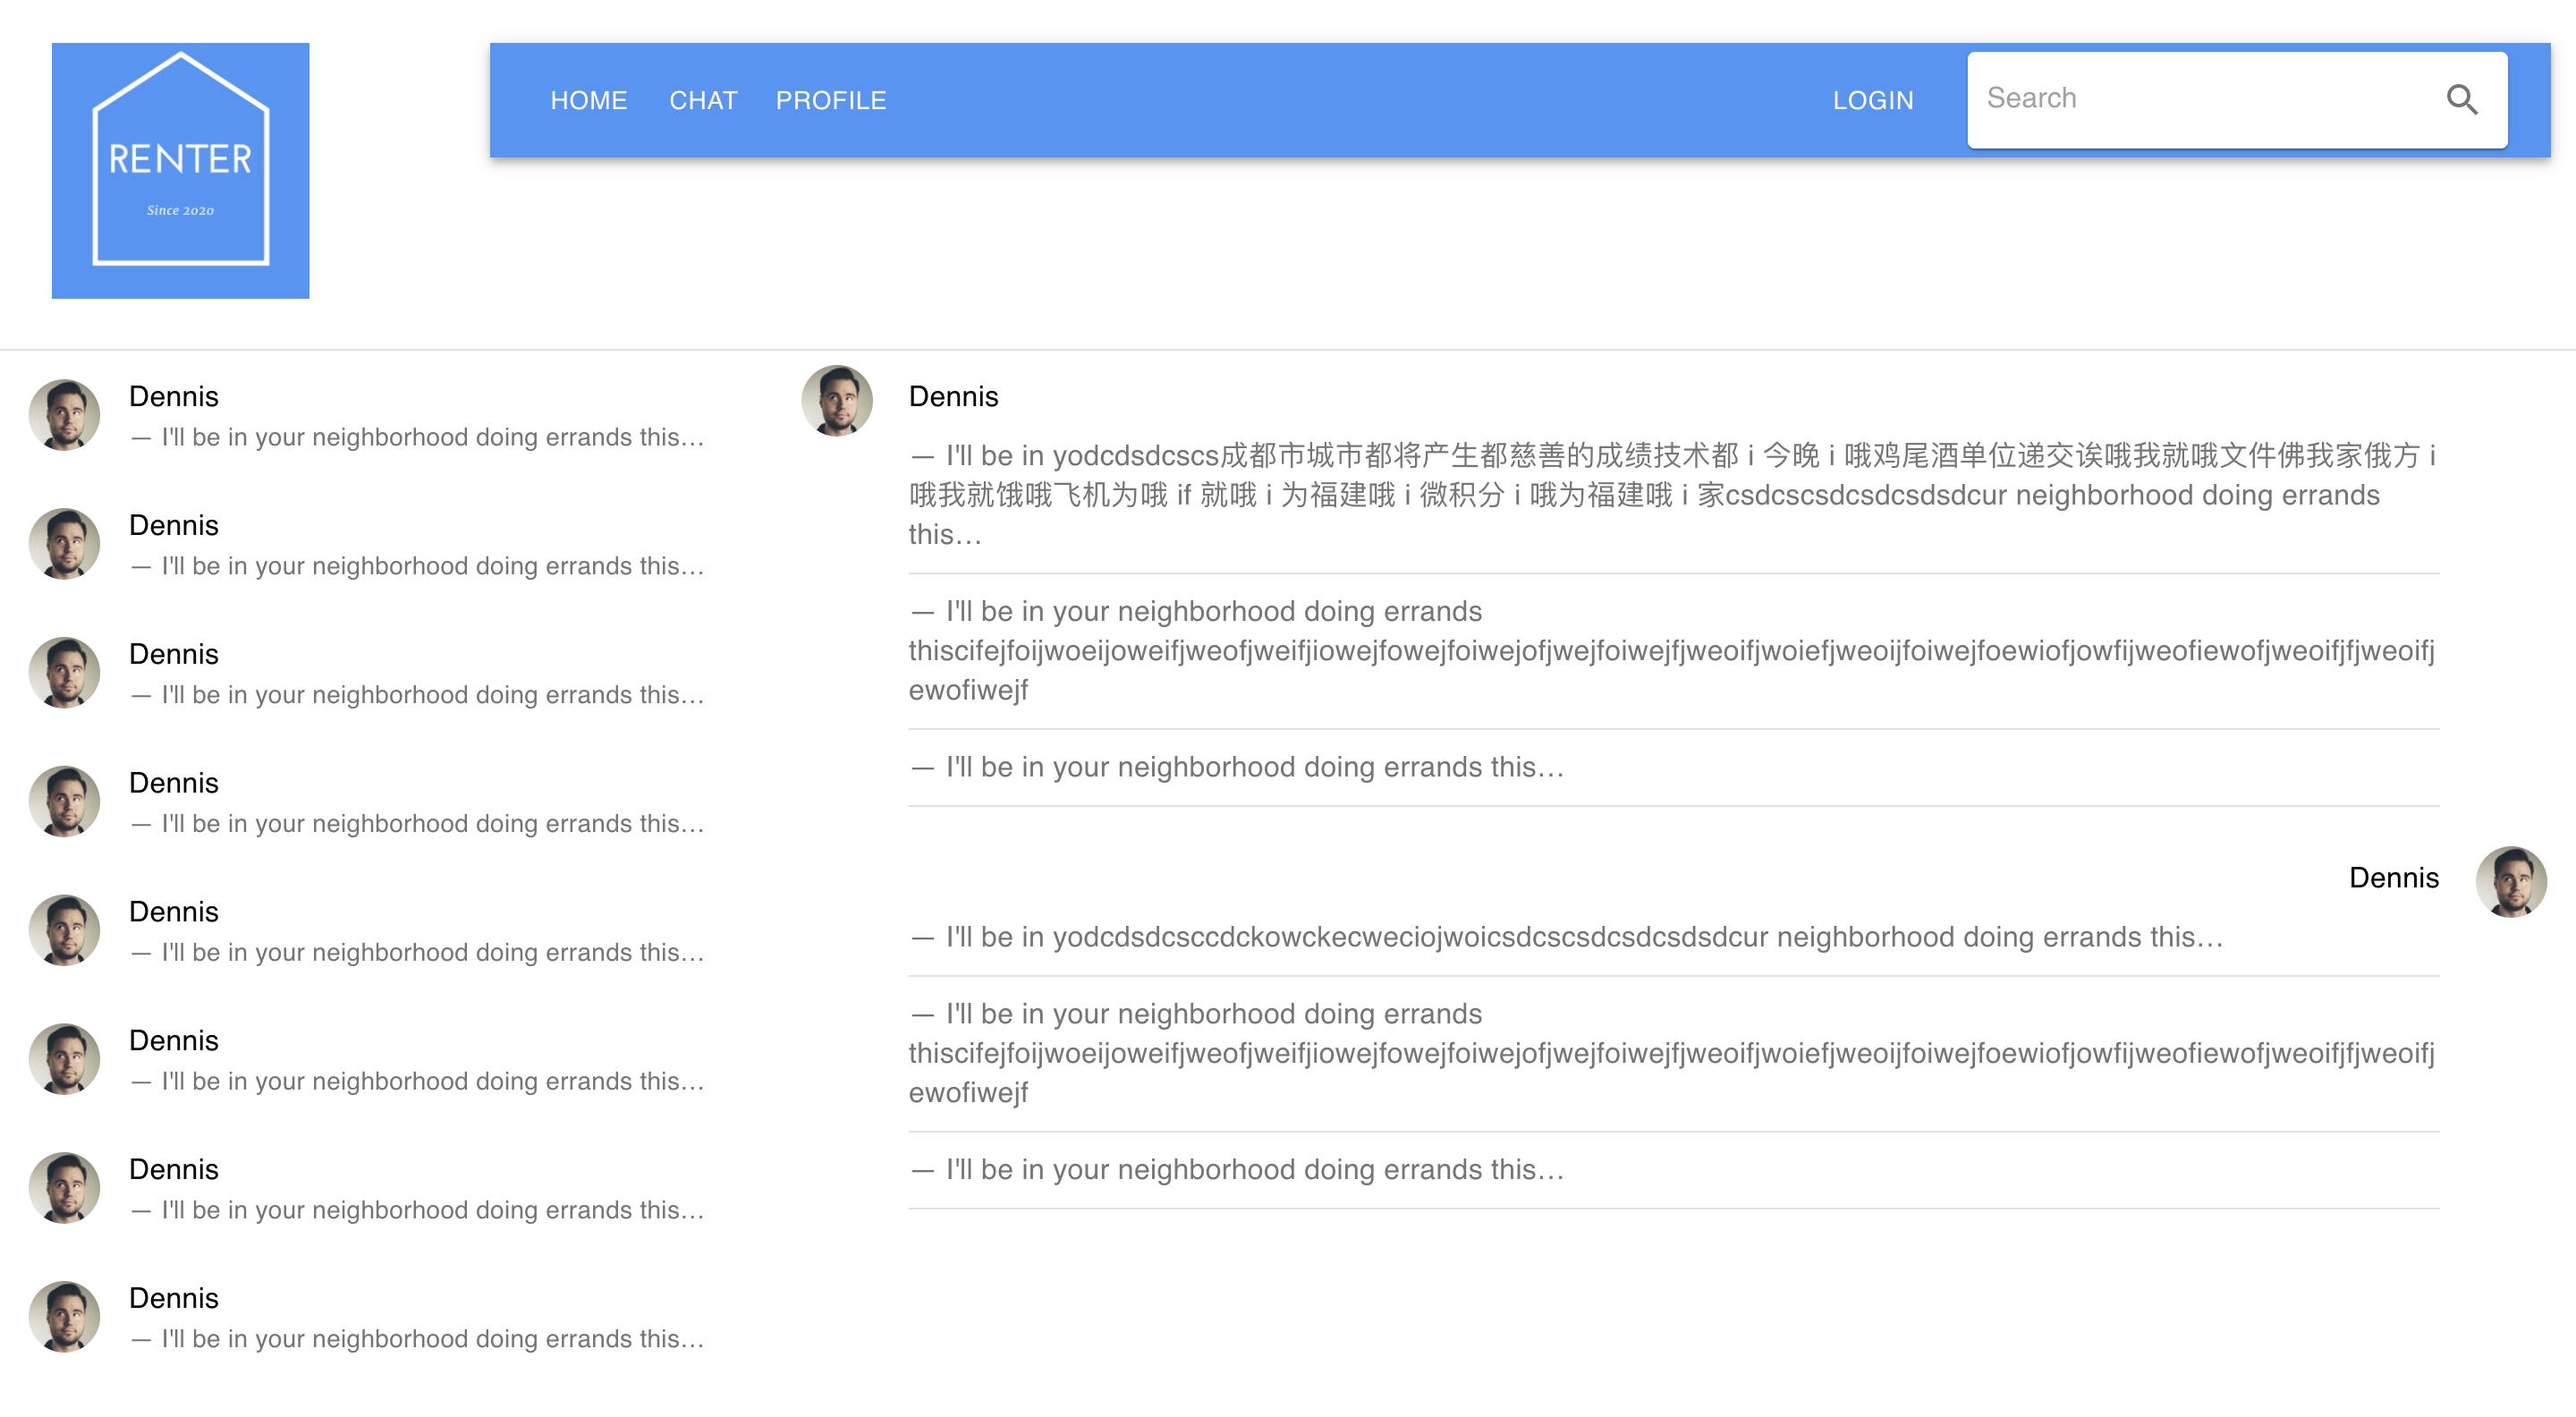 RENTER
Since 2020
HOME CHAT PROFILE LOGIN Search
Dennis
— I'll be in your neighborhood doing errands this…
Dennis
— I'll be in your neighborhood doing errands this…
Dennis
— I'll be in your neighborhood doing errands this…
Dennis
— I'll be in your neighborhood doing errands this…
Dennis
— I'll be in your neighborhood doing errands this…
Dennis
— I'll be in your neighborhood doing errands this…
Dennis
— I'll be in your neighborhood doing errands this…
Dennis
— I'll be in your neighborhood doing errands this…
Dennis
— I'll be in yodcdsdcscs成都市城市都将产生都慈善的成绩技术都 i 今晚 i 哦鸡尾酒单位递交诶哦我就哦文件佛我家俄方 i
哦我就饿哦飞机为哦 if 就哦 i 为福建哦 i 微积分 i 哦为福建哦 i 家csdcscsdcsdcsdsdcur neighborhood doing errands
this…
— I'll be in your neighborhood doing errands
thiscifejfoijwoeijoweifjweofjweifjiowejfowejfoiwejofjwejfoiwejfjweoifjwoiefjweoijfoiwejfoewiofjowfijweofiewofjweoifjfjweoifj
ewofiwejf
— I'll be in your neighborhood doing errands this…
Dennis
— I'll be in yodcdsdcsccdckowckecweciojwoicsdcscsdcsdcsdsdcur neighborhood doing errands this…
— I'll be in your neighborhood doing errands
thiscifejfoijwoeijoweifjweofjweifjiowejfowejfoiwejofjwejfoiwejfjweoifjwoiefjweoijfoiwejfoewiofjowfijweofiewofjweoifjfjweoifj
ewofiwejf
— I'll be in your neighborhood doing errands this…